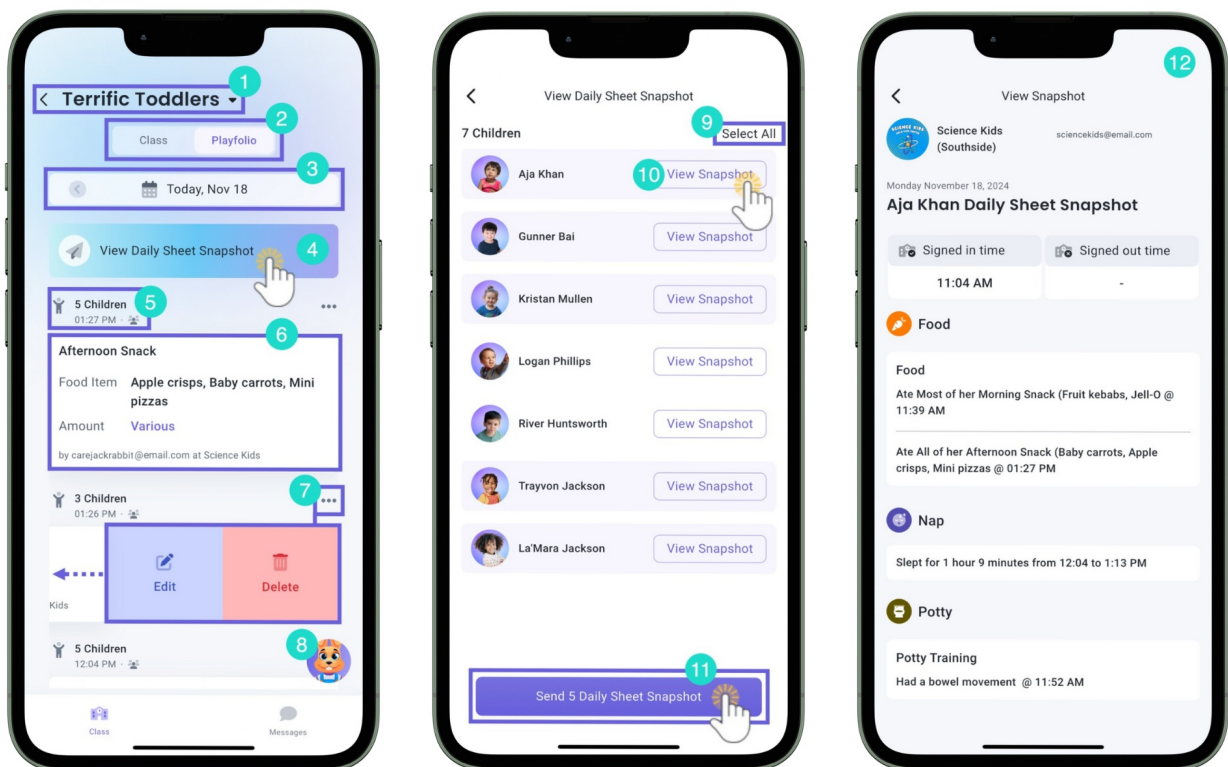 1
Terrific Toddlers
2
Class Playfolio
3
Today, Nov 18
View Daily Sheet Snapshot 4
5 Children 5
01:27 PM
6
Afternoon Snack
Food Item Apple crisps, Baby carrots, Mini
pizzas
Amount Various
by carejackrabbit@email.com at Science Kids
7
3 Children
01:26 PM
Edit Delete
Kids
8
5 Children
12:04 PM
Class Messages
View Daily Sheet Snapshot
9
7 Children Select All
Aja Khan 10 View Snapshot
Gunner Bai View Snapshot
Kristan Mullen View Snapshot
Logan Phillips View Snapshot
River Huntsworth View Snapshot
Trayvon Jackson View Snapshot
La'Mara Jackson View Snapshot
11
Send 5 Daily Sheet Snapshot
12
View Snapshot
SCIENCE KIDS
Science Kids
(Southside)
sciencekids@email.com
Monday November 18, 2024
Aja Khan Daily Sheet Snapshot
Signed in time Signed out time
11:04 AM -
Food
Food
Ate Most of her Morning Snack (Fruit kebabs, Jell-O @
11:39 AM
Ate All of her Afternoon Snack (Baby carrots, Apple
crisps, Mini pizzas @ 01:27 PM
Nap
Slept for 1 hour 9 minutes from 12:04 to 1:13 PM
Potty
Potty Training
Had a bowel movement @ 11:52 AM